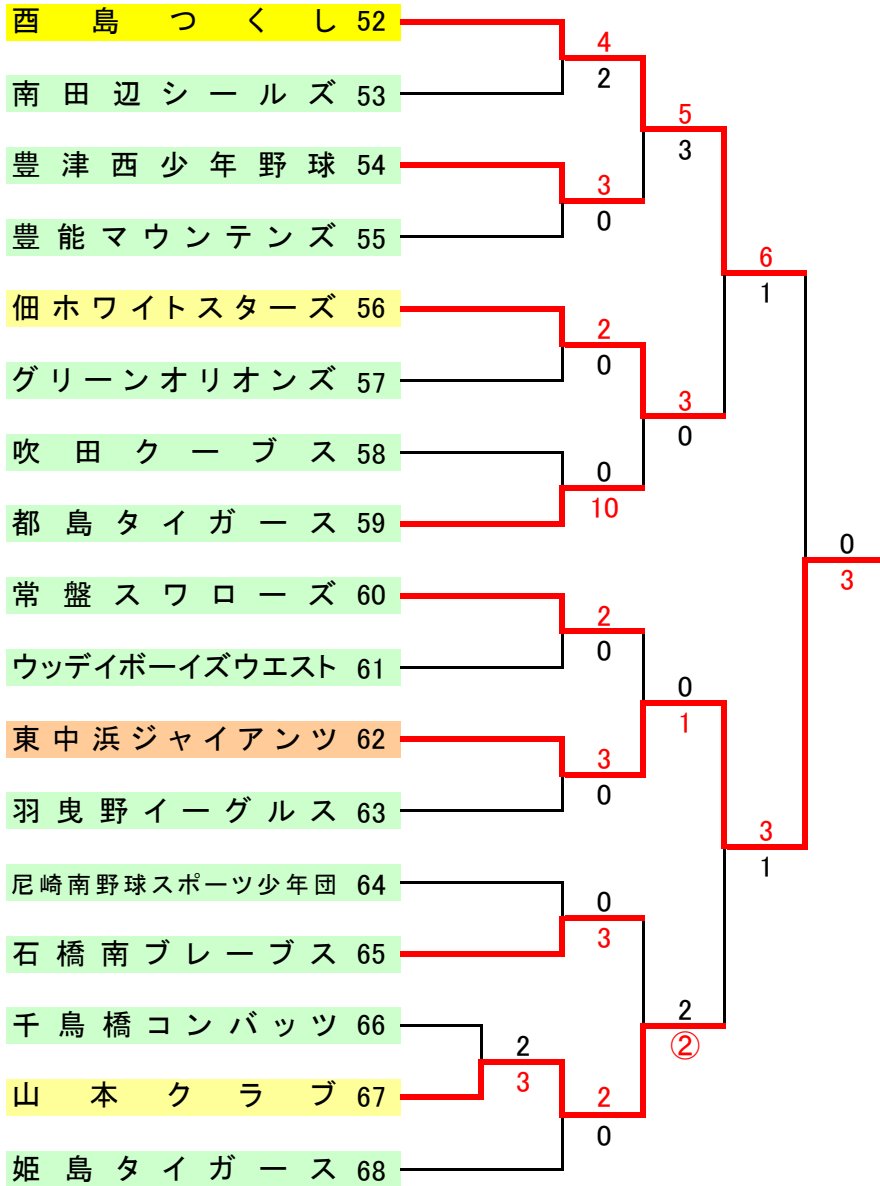 酉島つくし 52
4
2
南田辺シールズ 53
5
3
豊津西少年野球 54
3
0
豊能マウンテンズ 55
6
1
佃ホワイトスターズ 56
2
0
グリーンオリオンズ 57
3
0
吹田クーブス 58
0
10
都島タイガース 59
0
3
常盤スワローズ 60
2
0
ウッデイボーイズウエスト 61
0
1
東中浜ジャイアンツ 62
3
0
羽曳野イーグルス 63
3
1
尼崎南野球スポーツ少年団 64
0
3
石橋南ブレーブス 65
2
②
千鳥橋コンバッツ 66
2
3
山本クラブ 67
2
0
姫島タイガース 68